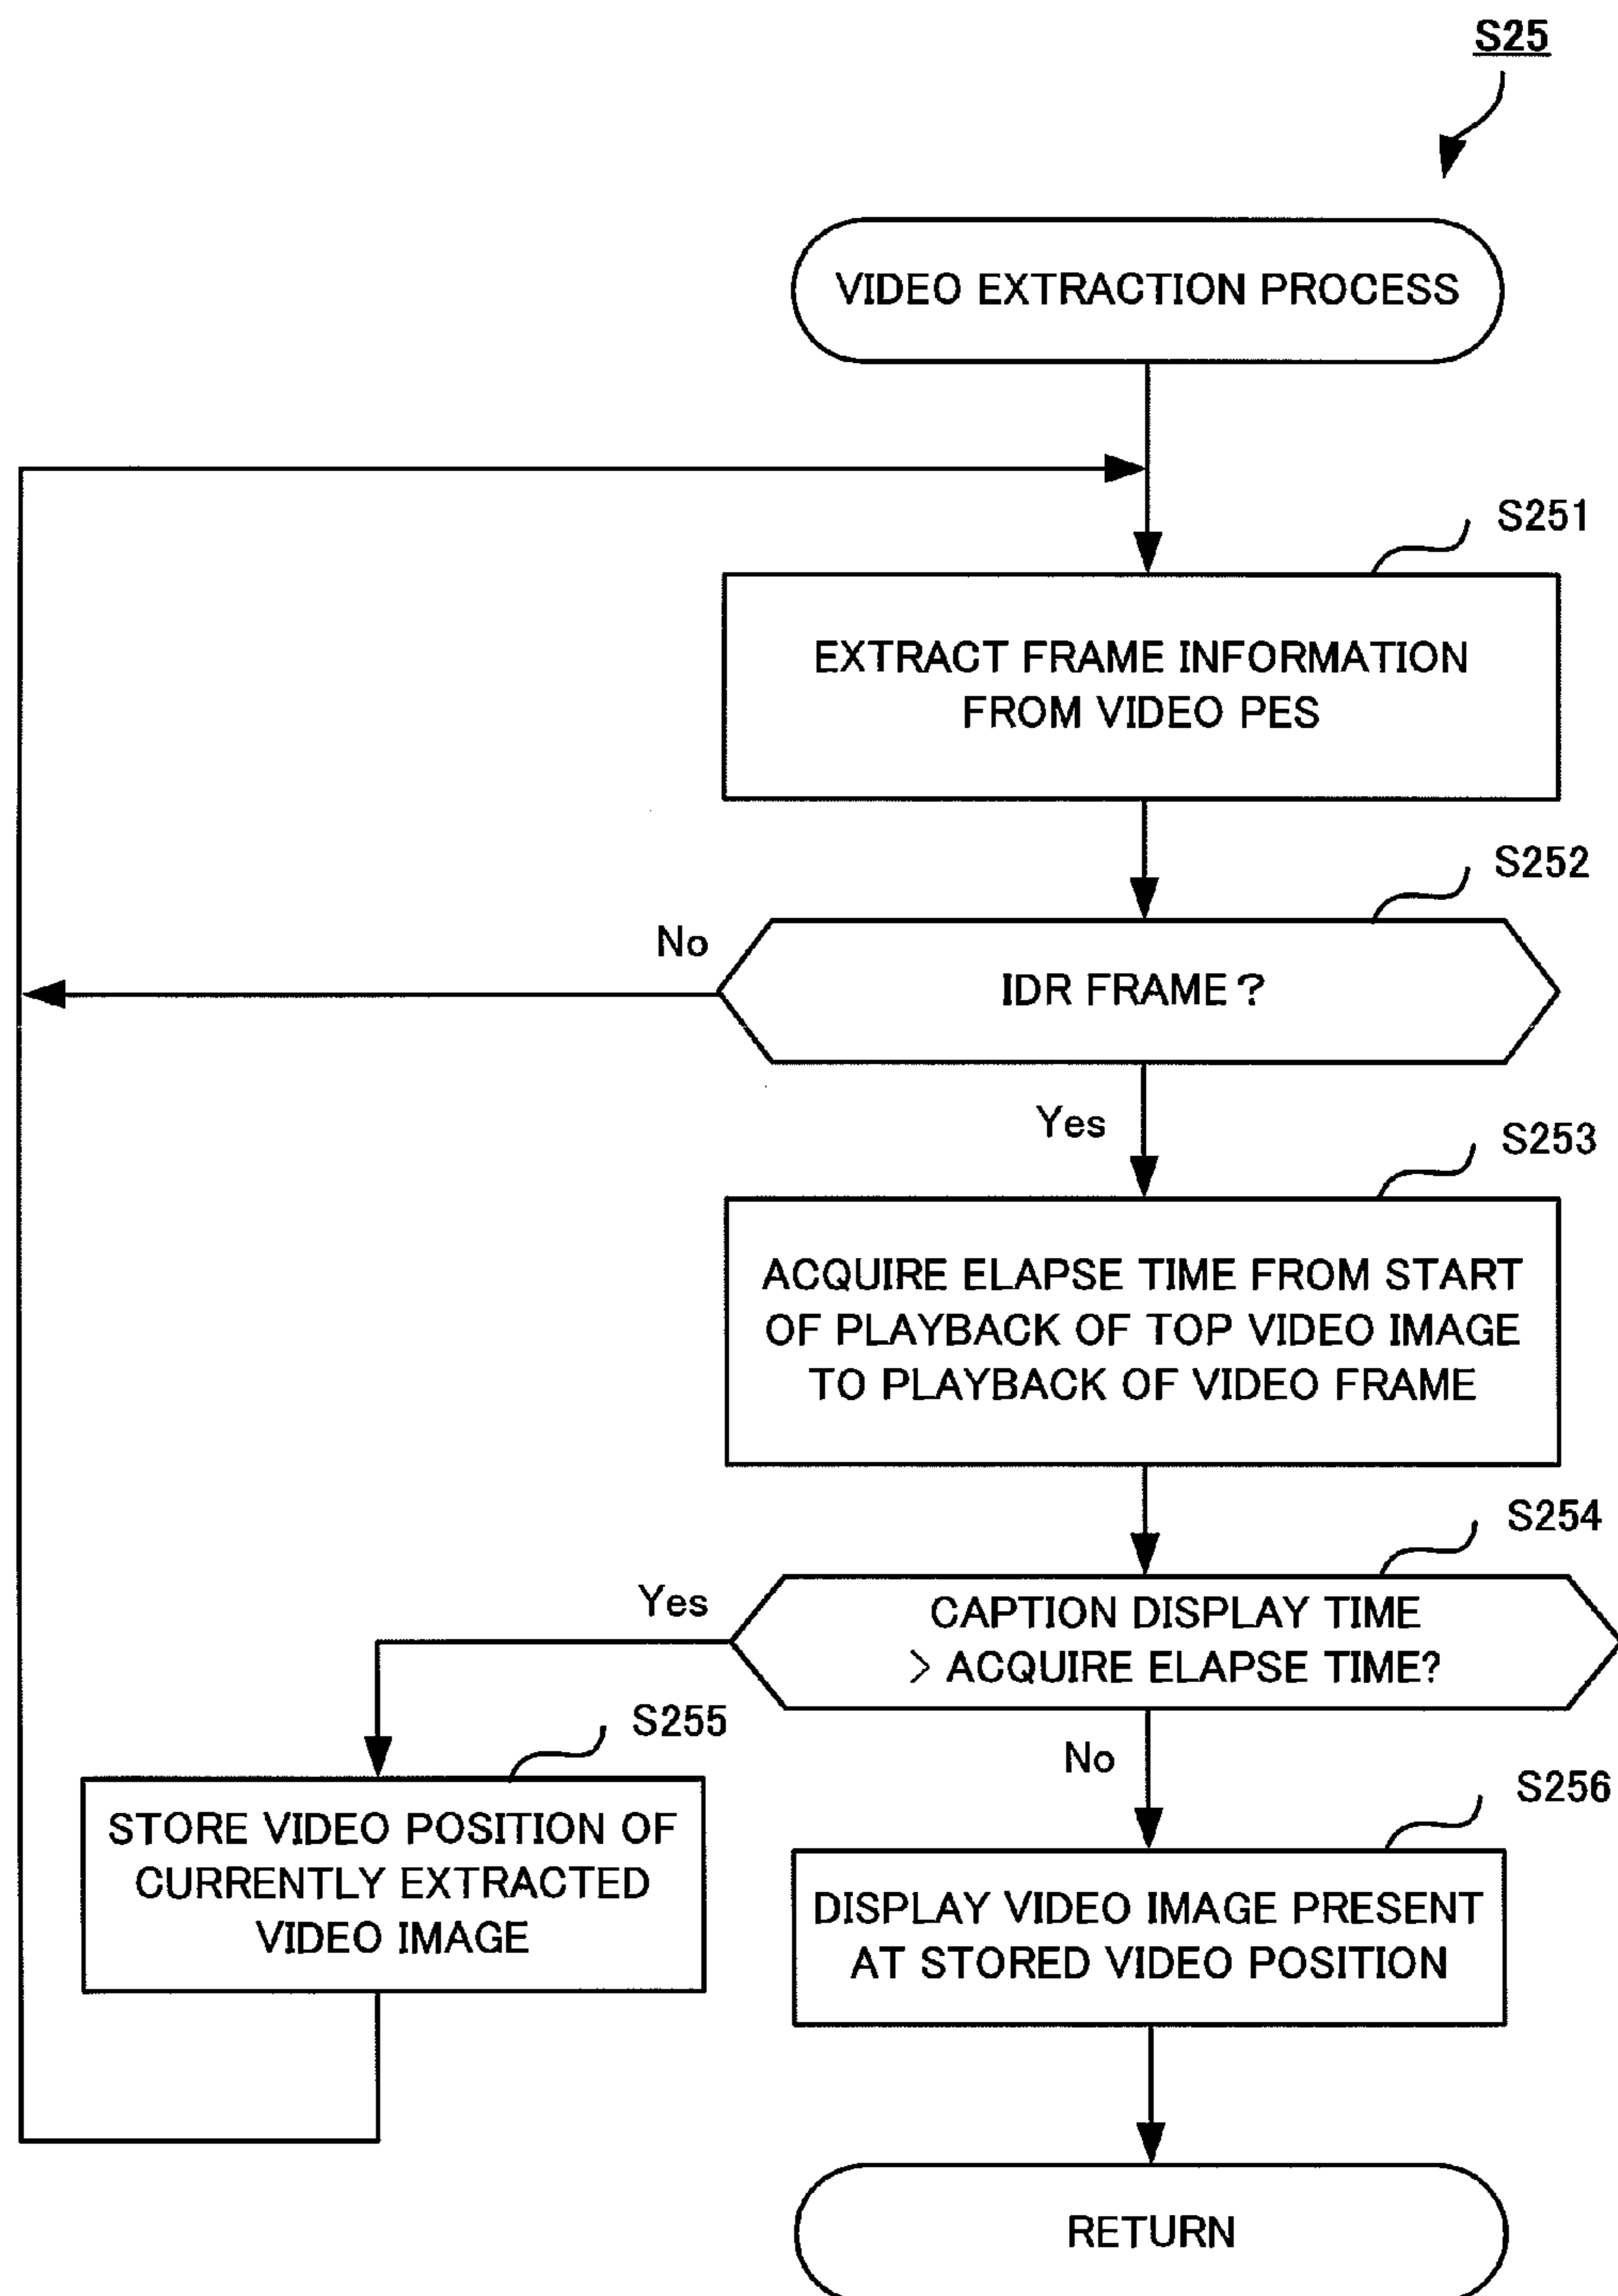 S25
VIDEO EXTRACTION PROCESS
S251
EXTRACT FRAME INFORMATION
FROM VIDEO PES
S252
No
IDR FRAME?
Yes
S253
ACQUIRE ELAPSE TIME FROM START
OF PLAYBACK OF TOP VIDEO IMAGE
TO PLAYBACK OF VIDEO FRAME
S254
Yes
CAPTION DISPLAY TIME
> ACQUIRE ELAPSE TIME?
S255
No
STORE VIDEO POSITION OF
CURRENTLY EXTRACTED
VIDEO IMAGE
S256
DISPLAY VIDEO IMAGE PRESENT
AT STORED VIDEO POSITION
RETURN